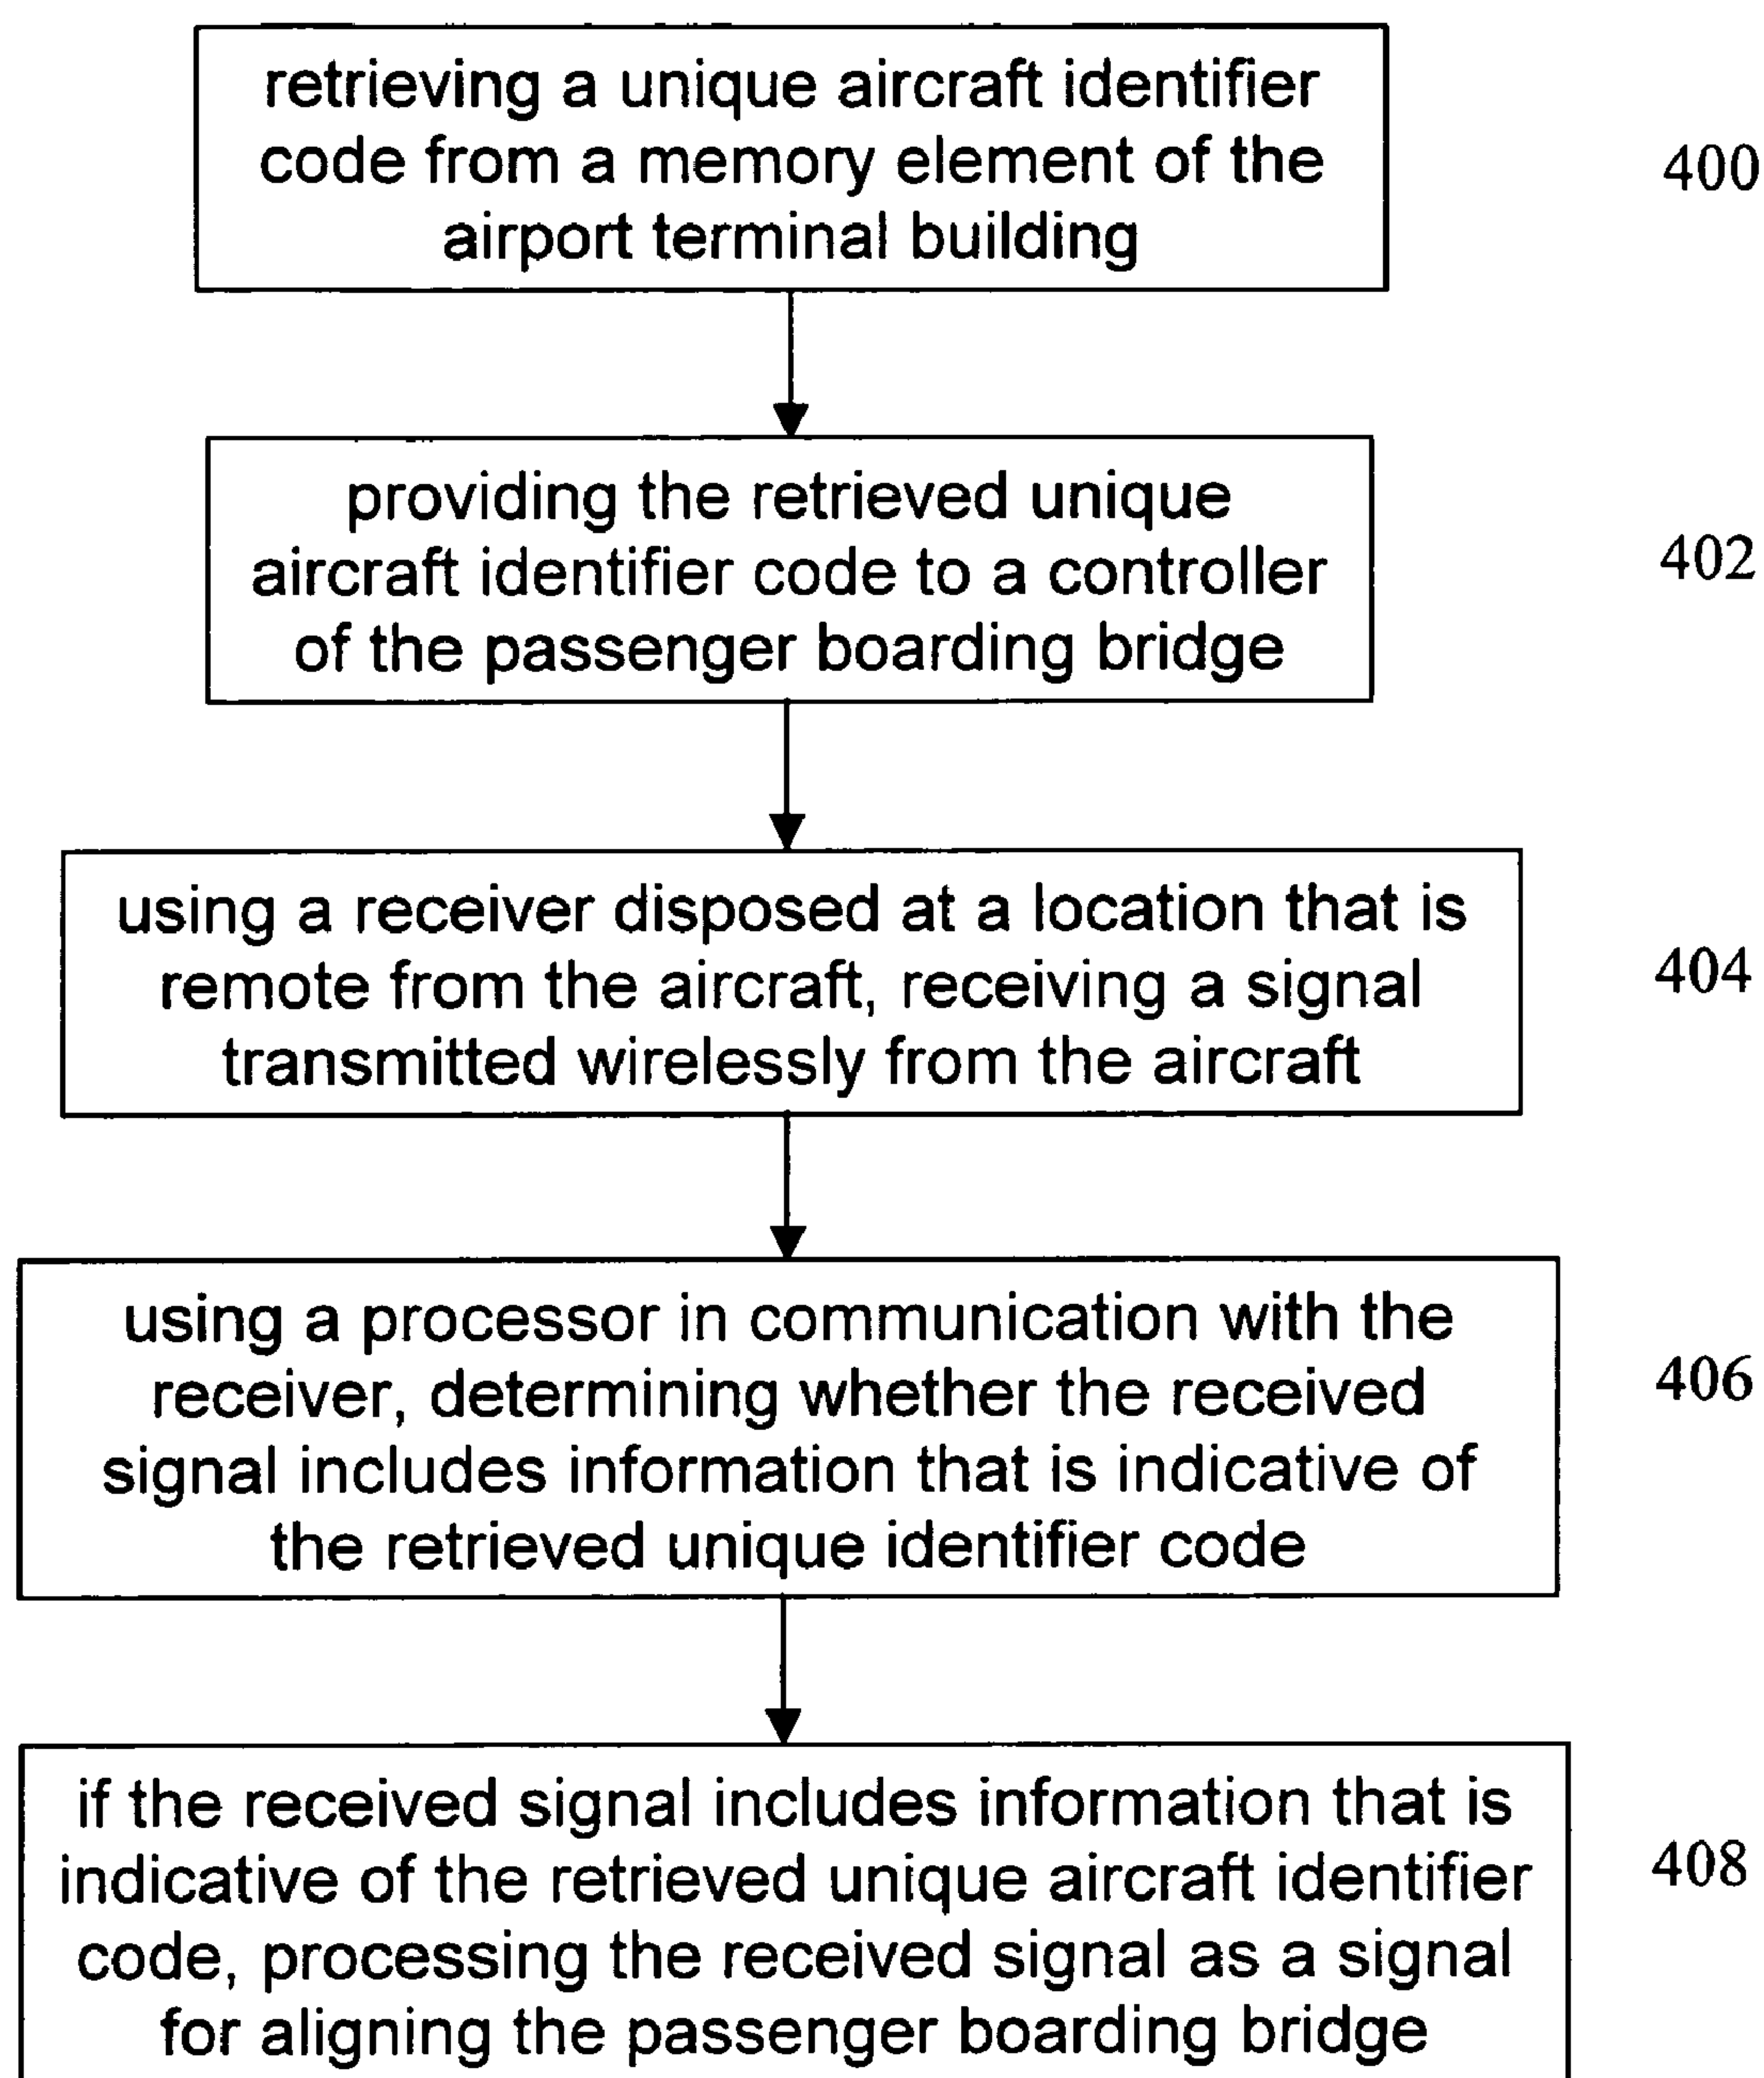 retrieving a unique aircraft identifier
code from a memory element of the
airport terminal building
400
providing the retrieved unique
aircraft identifier code to a controller
of the passenger boarding bridge
402
using a receiver disposed at a location that is
remote from the aircraft, receiving a signal
transmitted wirelessly from the aircraft
404
using a processor in communication with the
receiver, determining whether the received
signal includes information that is indicative of
the retrieved unique identifier code
406
if the received signal includes information that is
indicative of the retrieved unique aircraft identifier
code, processing the received signal as a signal
for aligning the passenger boarding bridge
408